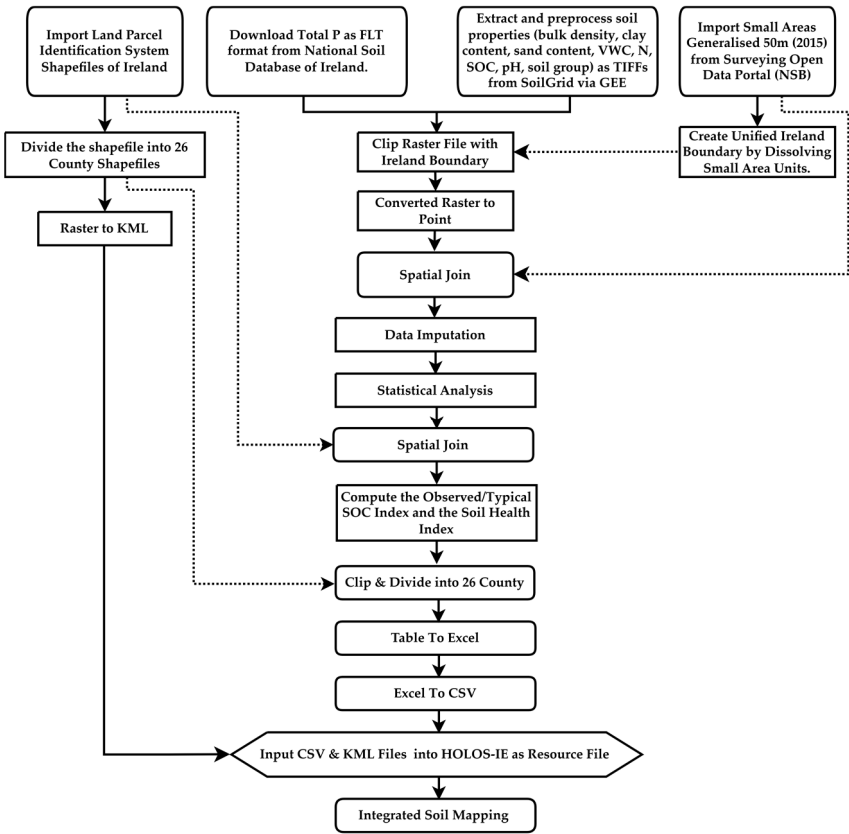 Import Land Parcel
Identification System
Shapefiles of Ireland
Download Total P as FLT
format from National Soil
Database of Ireland.
Extract and preprocess soil
properties (bulk density, clay
content, sand content, VWC, N,
SOC, pH, soil group) as TIFFs
from SoilGrid via GEE
Import Small Areas
Generalised 50m (2015)
from Surveying Open
Data Portal (NSB)
Divide the shapefile into 26
County Shapefiles
Clip Raster File with
Ireland Boundary
Create Unified Ireland
Boundary by Dissolving
Small Area Units.
Raster to KML
Converted Raster to
Point
Spatial Join
Data Imputation
Statistical Analysis
Spatial Join
Compute the Observed/Typical
SOC Index and the Soil Health
Index
Clip & Divide into 26 County
Table To Excel
Excel To CSV
Input CSV & KML Files into HOLOS-IE as Resource File
Integrated Soil Mapping